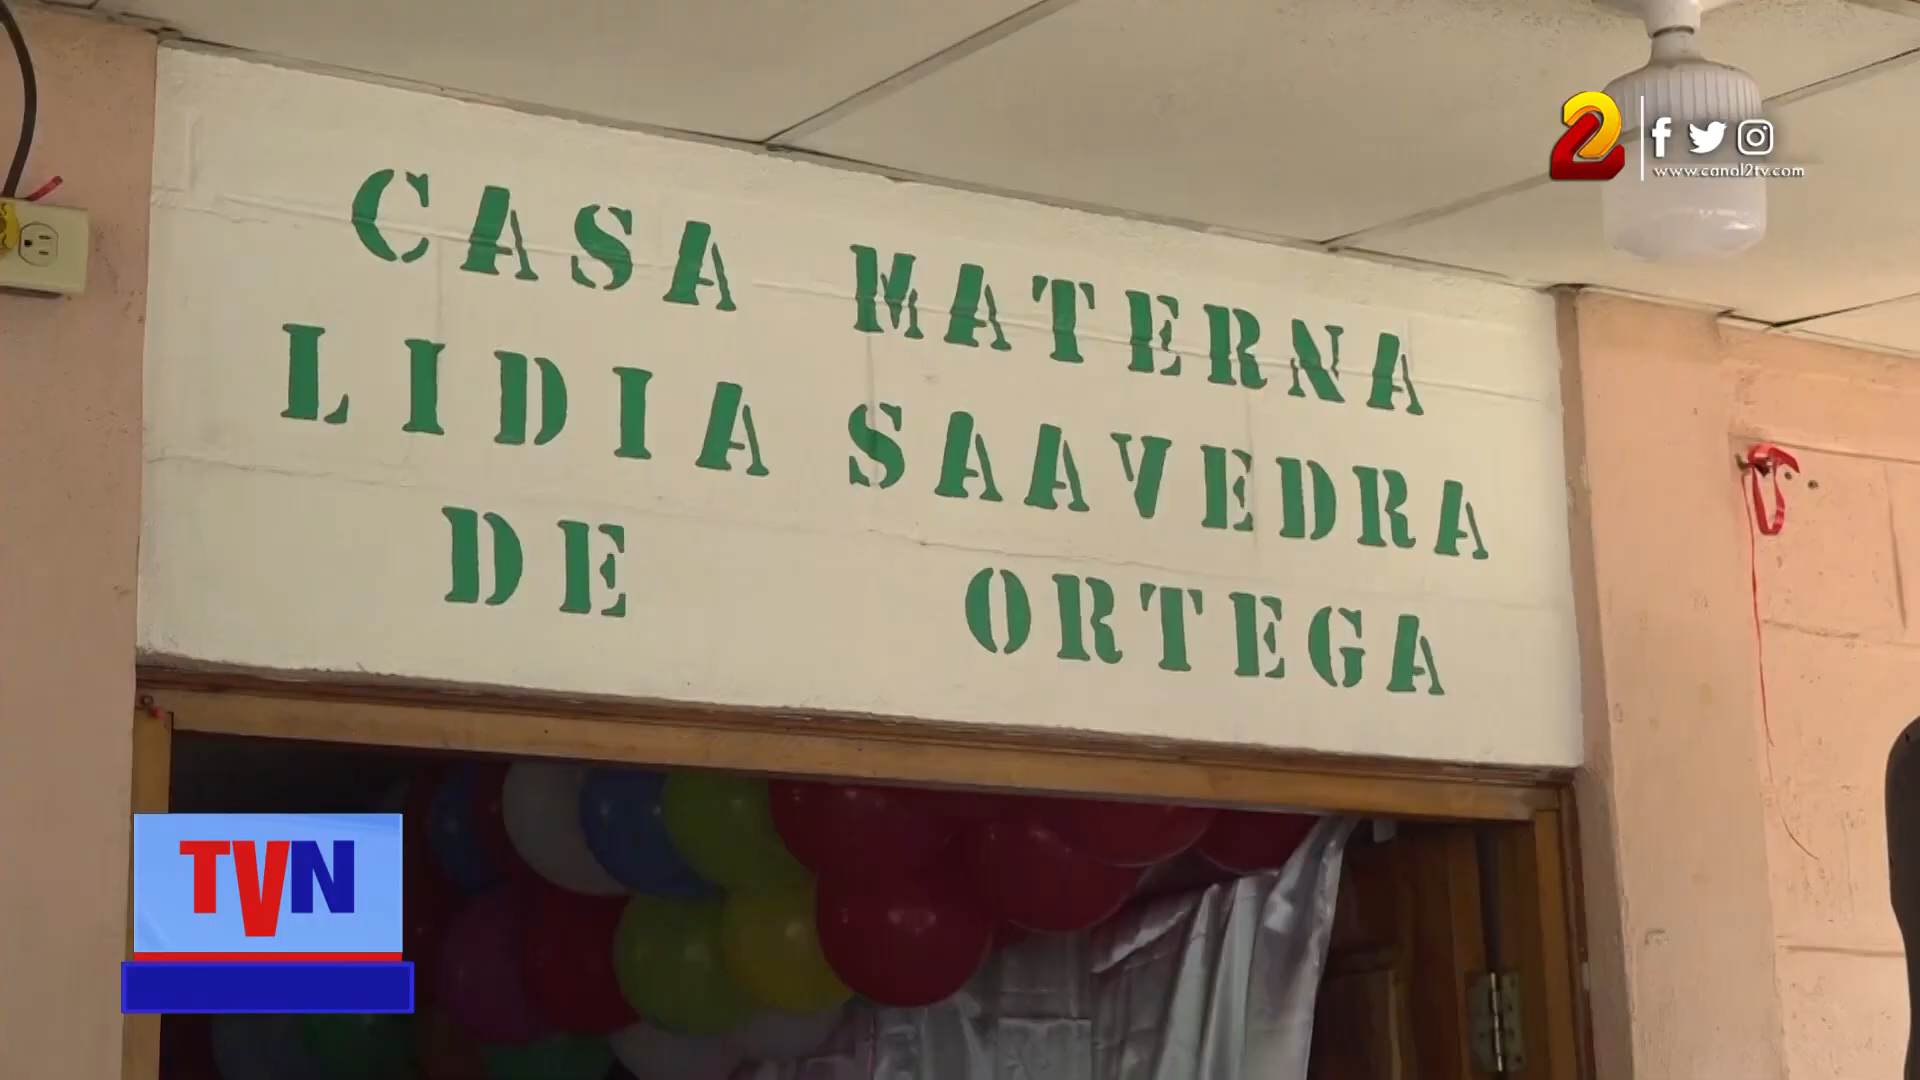 2
www.canal2tv.com
CASA MATERNA
LIDIA SAAVEDRA
DE ORTEGA
TVN